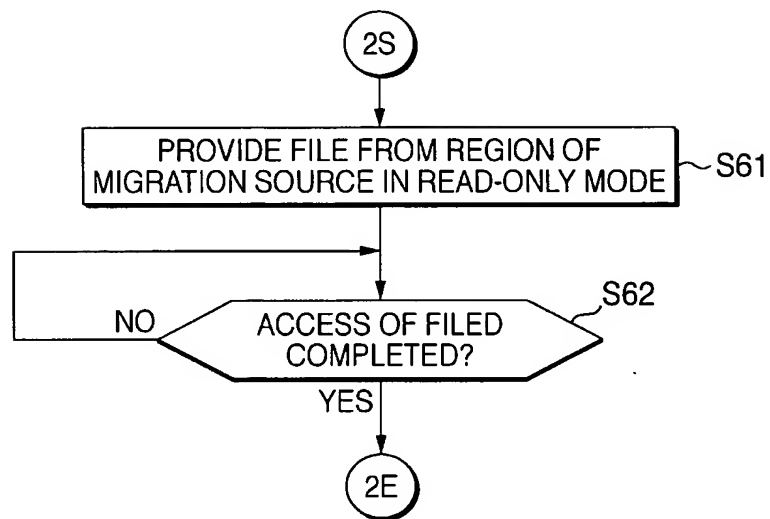 2S
PROVIDE FILE FROM REGION OF
MIGRATION SOURCE IN READ-ONLY MODE
S61
S62
NO
ACCESS OF FILED
COMPLETED?
YES
2E